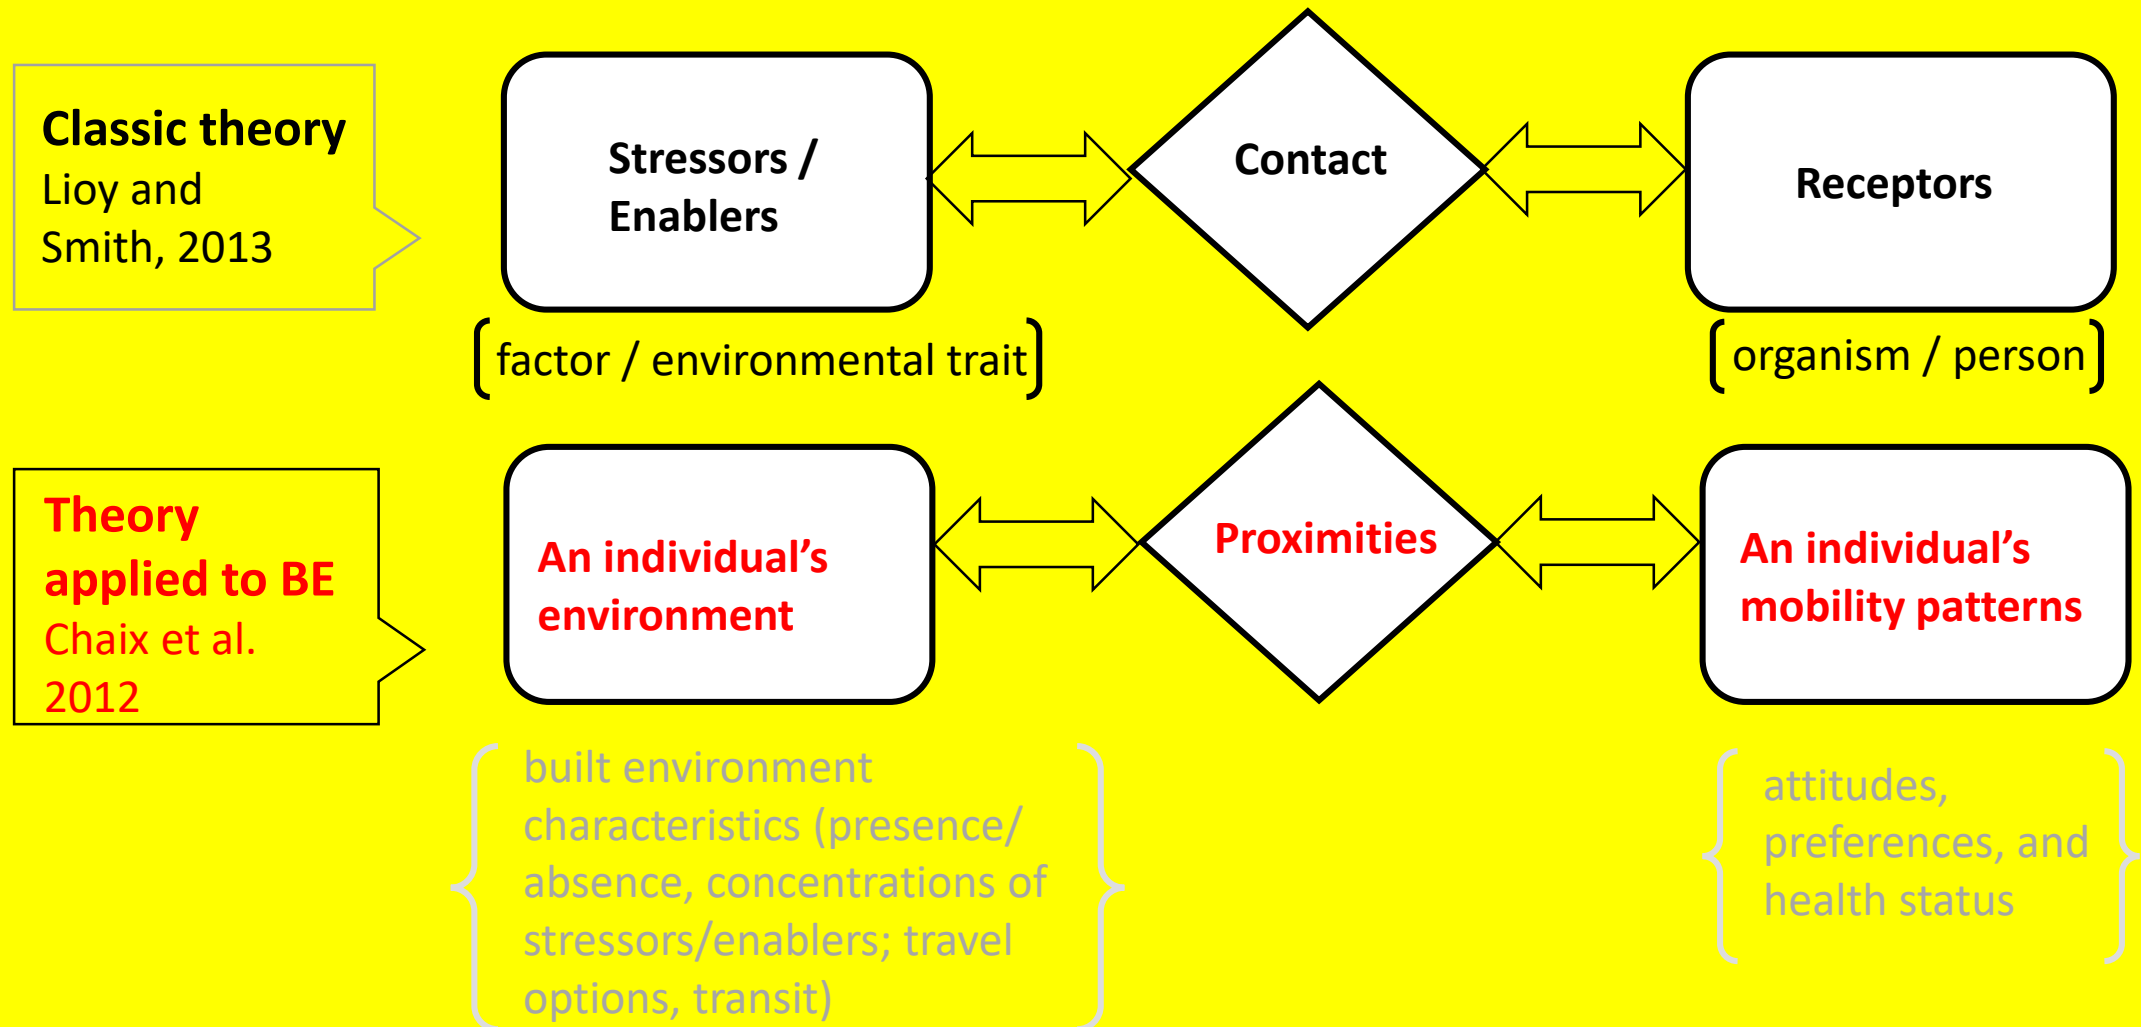 Classic theory
Lioy and
Smith, 2013
Stressors /
Enablers
Contact
Receptors
factor / environmental trait
organism / person
Theory
applied to BE
Chaix et al.
2012
An individual’s
environment
Proximities
An individual’s
mobility patterns
built environment
characteristics (presence/
absence, concentrations of
stressors/enablers; travel
options, transit)
attitudes,
preferences, and
health status